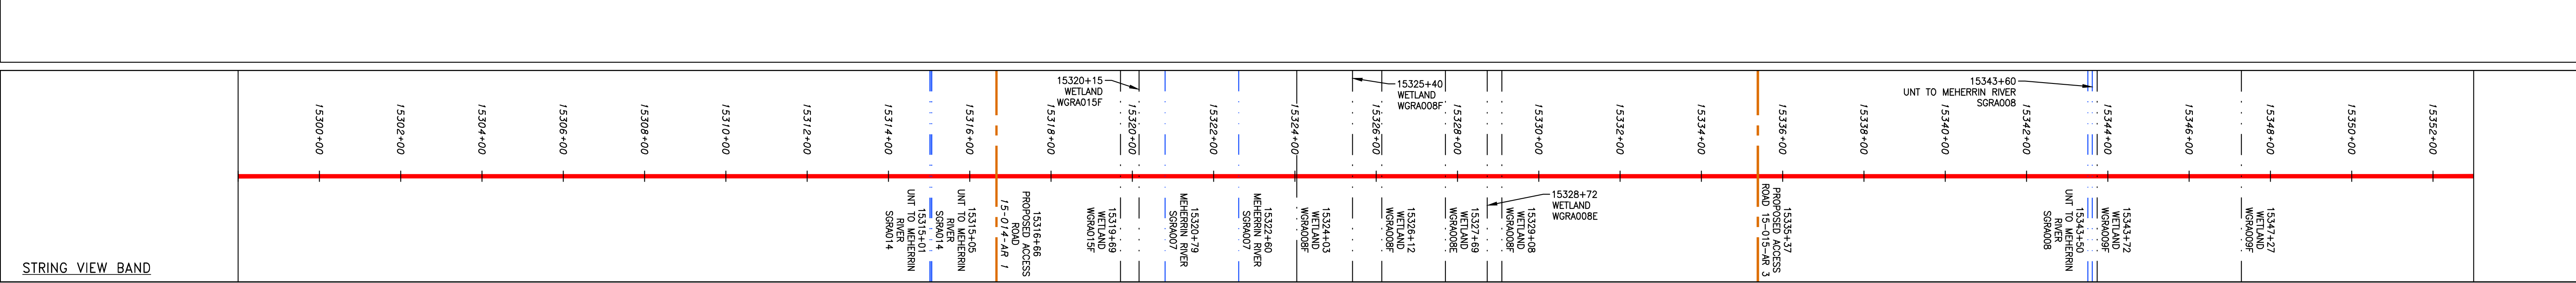 15300+00
15302+00
15304+00
15306+00
15308+00
15310+00
15312+00
15314+00
15316+00
15318+00
15320+00
15322+00
15324+00
15326+00
15328+00
15330+00
15332+00
15334+00
15336+00
15338+00
15340+00
15342+00
15344+00
15346+00
15348+00
15350+00
15352+00
15320+15
WETLAND
WGRA015F
15325+40
WETLAND
WGRA008F
15343+60
UNT TO MEHERRIN RIVER
SGRA008
15315+01
UNT TO MEHERRIN
RIVER
SGRA014
15315+05
UNT TO MEHERRIN
RIVER
SGRA014
15316+66
PROPOSED ACCESS
ROAD
15-014-AR 1
15319+69
WETLAND
WGRA015F
15320+79
MEHERRIN RIVER
SGRA007
15322+60
MEHERRIN RIVER
SGRA007
15324+03
WETLAND
WGRA008F
15326+12
WETLAND
WGRA008F
15327+69
WETLAND
WGRA008E
15328+72
WETLAND
WGRA008E
15329+08
WETLAND
WGRA008F
15335+37
PROPOSED ACCESS
ROAD 15-015-AR 3
15343+50
UNT TO MEHERRIN
RIVER
SGRA008
15343+72
WETLAND
WGRA009F
15347+27
WETLAND
WGRA009F
STRING VIEW BAND